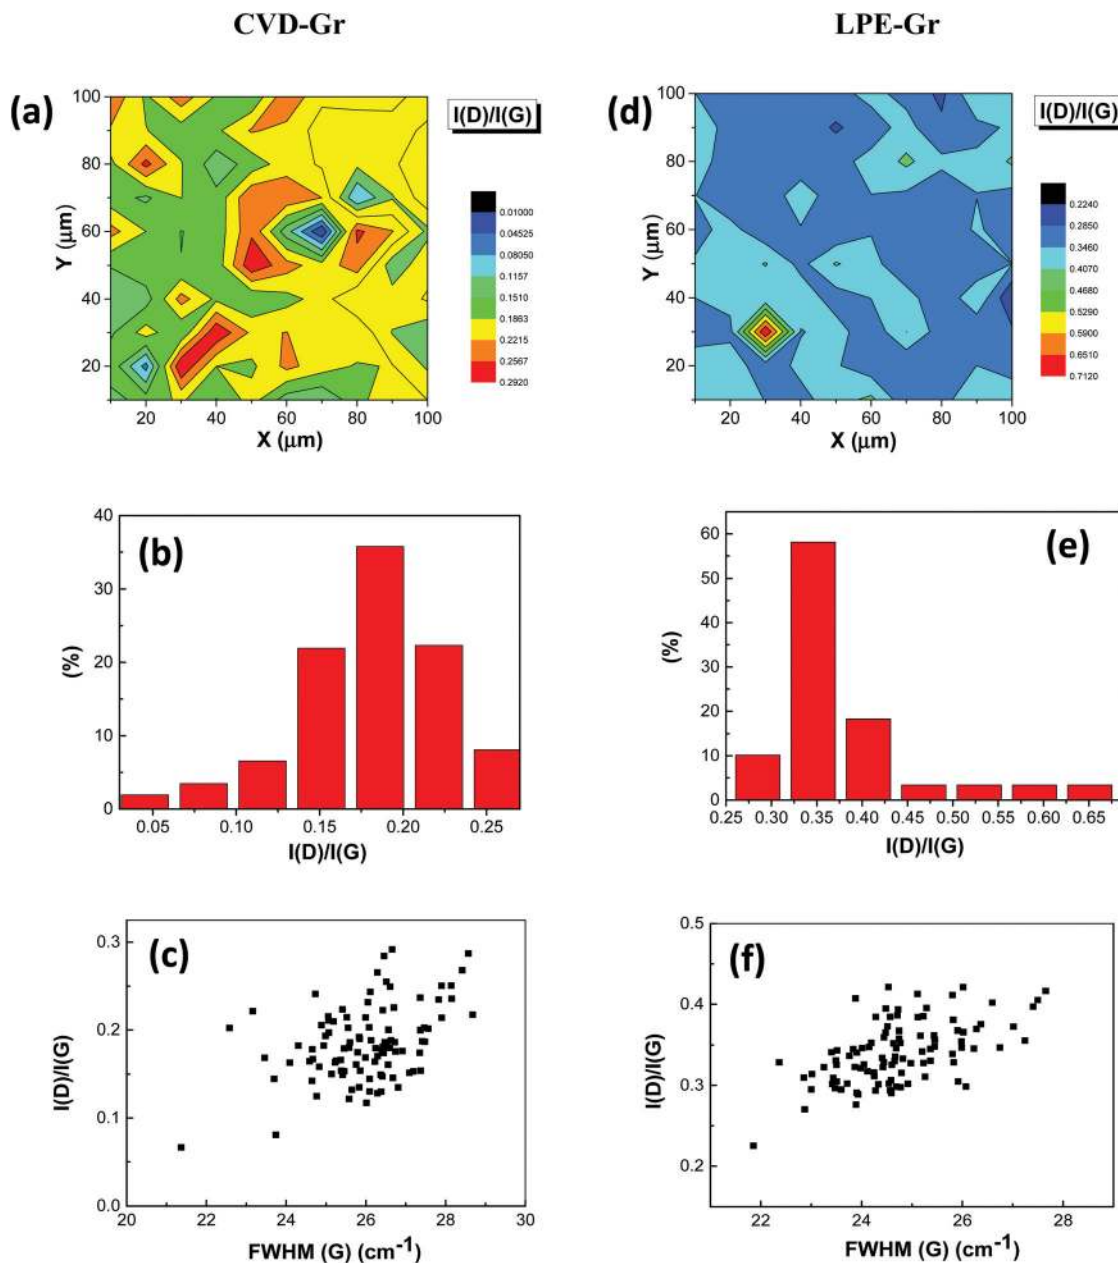 CVD-Gr
LPE-Gr
(a)
100
80
60
40
20
Y (μm)
20 40 60 80 100
X (μm)
I(D)/I(G)
0.01000
0.04525
0.08050
0.1157
0.1510
0.1863
0.2215
0.2567
0.2920
(d)
100
80
60
40
20
Y (μm)
20 40 60 80 100
X (μm)
I(D)/I(G)
0.2240
0.2850
0.3460
0.4070
0.4680
0.5290
0.5900
0.6510
0.7120
(b)
40
30
20
10
0
(%)
0.05 0.10 0.15 0.20 0.25
I(D)/I(G)
(e)
60
50
40
30
20
10
0
(%)
0.25 0.30 0.35 0.40 0.45 0.50 0.55 0.60 0.65
I(D)/I(G)
(c)
0.3
0.2
0.1
0.0
I(D)/I(G)
20 22 24 26 28 30
FWHM (G) (cm⁻¹)
(f)
0.5
0.4
0.3
0.2
I(D)/I(G)
22 24 26 28
FWHM (G) (cm⁻¹)